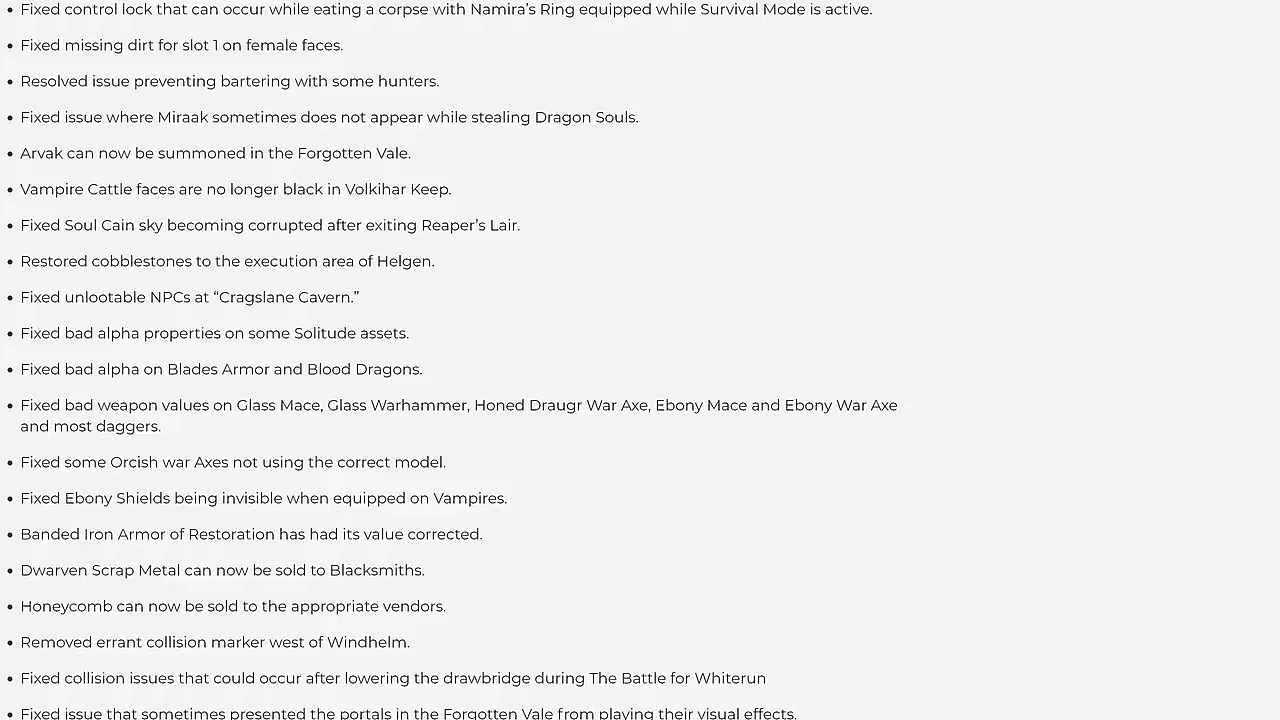 • Fixed control lock that can occur while eating a corpse with Namira’s Ring equipped while Survival Mode is active.
• Fixed missing dirt for slot 1 on female faces.
• Resolved issue preventing bartering with some hunters.
• Fixed issue where Miraak sometimes does not appear while stealing Dragon Souls.
• Arvak can now be summoned in the Forgotten Vale.
• Vampire Cattle faces are no longer black in Volkihar Keep.
• Fixed Soul Cain sky becoming corrupted after exiting Reaper’s Lair.
• Restored cobblestones to the execution area of Helgen.
• Fixed unlootable NPCs at “Cragslane Cavern.”
• Fixed bad alpha properties on some Solitude assets.
• Fixed bad alpha on Blades Armor and Blood Dragons.
• Fixed bad weapon values on Glass Mace, Glass Warhammer, Honed Draugr War Axe, Ebony Mace and Ebony War Axe
and most daggers.
• Fixed some Orcish war Axes not using the correct model.
• Fixed Ebony Shields being invisible when equipped on Vampires.
• Banded Iron Armor of Restoration has had its value corrected.
• Dwarven Scrap Metal can now be sold to Blacksmiths.
• Honeycomb can now be sold to the appropriate vendors.
• Removed errant collision marker west of Windhelm.
• Fixed collision issues that could occur after lowering the drawbridge during The Battle for Whiterun
• Fixed issue that sometimes presented the portals in the Forgotten Vale from playing their visual effects.